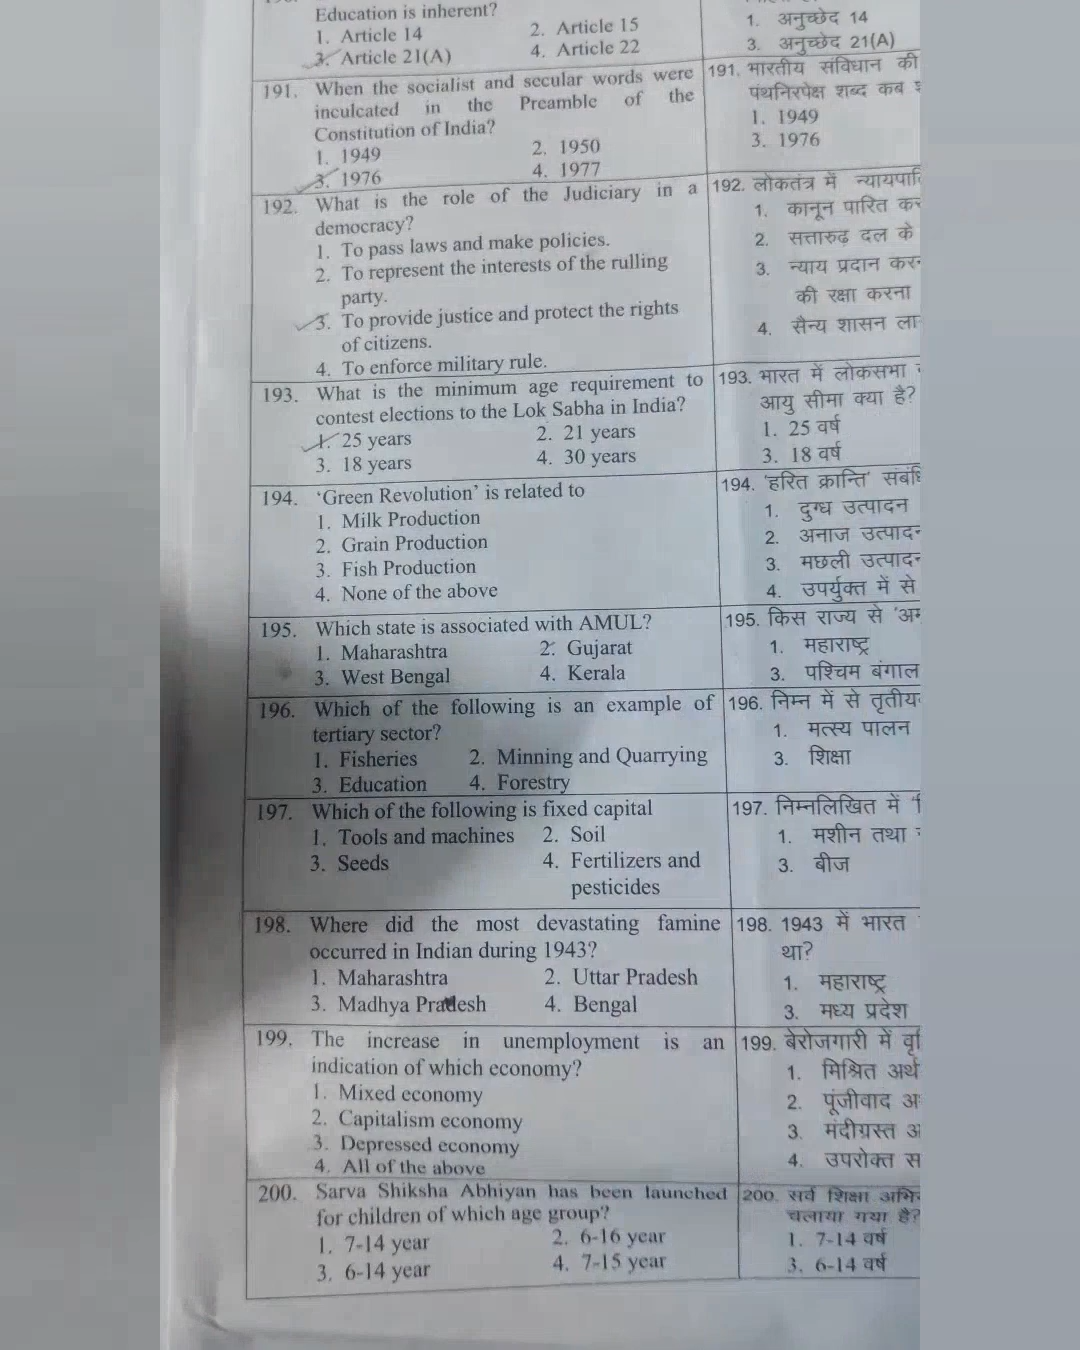 Education is inherent?
1. Article 14
2. Article 15
3. Article 21(A)
4. Article 22
191. When the socialist and secular words were
inculcated in the Preamble of the
Constitution of India?
1. 1949
2. 1950
3. 1976
4. 1977
192. What is the role of the Judiciary in a
democracy?
1. To pass laws and make policies.
2. To represent the interests of the rulling
party.
3. To provide justice and protect the rights
of citizens.
4. To enforce military rule.
193. What is the minimum age requirement to
contest elections to the Lok Sabha in India?
1. 25 years
2. 21 years
3. 18 years
4. 30 years
194. ‘Green Revolution’ is related to
1. Milk Production
2. Grain Production
3. Fish Production
4. None of the above
195. Which state is associated with AMUL?
1. Maharashtra
2. Gujarat
3. West Bengal
4. Kerala
196. Which of the following is an example of
tertiary sector?
1. Fisheries
2. Minning and Quarrying
3. Education
4. Forestry
197. Which of the following is fixed capital
1. Tools and machines
2. Soil
3. Seeds
4. Fertilizers and
pesticides
198. Where did the most devastating famine
occurred in Indian during 1943?
1. Maharashtra
2. Uttar Pradesh
3. Madhya Pradesh
4. Bengal
199. The increase in unemployment is an
indication of which economy?
1. Mixed economy
2. Capitalism economy
3. Depressed economy
4. All of the above
200. Sarva Shiksha Abhiyan has been launched
for children of which age group?
1. 7-14 year
2. 6-16 year
3. 6-14 year
4. 7-15 year
1. अनुच्छेद 14
3. अनुच्छेद 21(A)
191. भारतीय संविधान की
पंथनिरपेक्ष शब्द कब
1. 1949
3. 1976
192. लोकतंत्र में
1. कानून पारित
2. सत्तारुढ़ दल के
3. न्याय प्रदान
की रक्षा करना
4. सैन्य शासन
193. भारत में लोकसभा
आयु सीमा क्या है?
1. 25 वर्ष
3. 18 वर्ष
194. 'हरित क्रान्ति'
1. दुग्ध उत्पादन
2. अनाज
3. मछली
4. उपर्युक्त में से
195. किस राज्य से
1. महाराष्ट्र
3. पश्चिम बंगाल
196. निम्न में से
1. मत्स्य पालन
3. शिक्षा
197. निम्नलिखित में
1. मशीन तथा
3. बीज
198. 1943 में भारत
था?
1. महाराष्ट्र
3. मध्य प्रदेश
199. बेरोजगारी में
1. मिश्रित
2. पूंजीवाद
3. मंदीग्रस्त
4. उपरोक्त
200. सर्व शिक्षा
चलाया गया है?
1. 7-14 वर्ष
3. 6-14 वर्ष